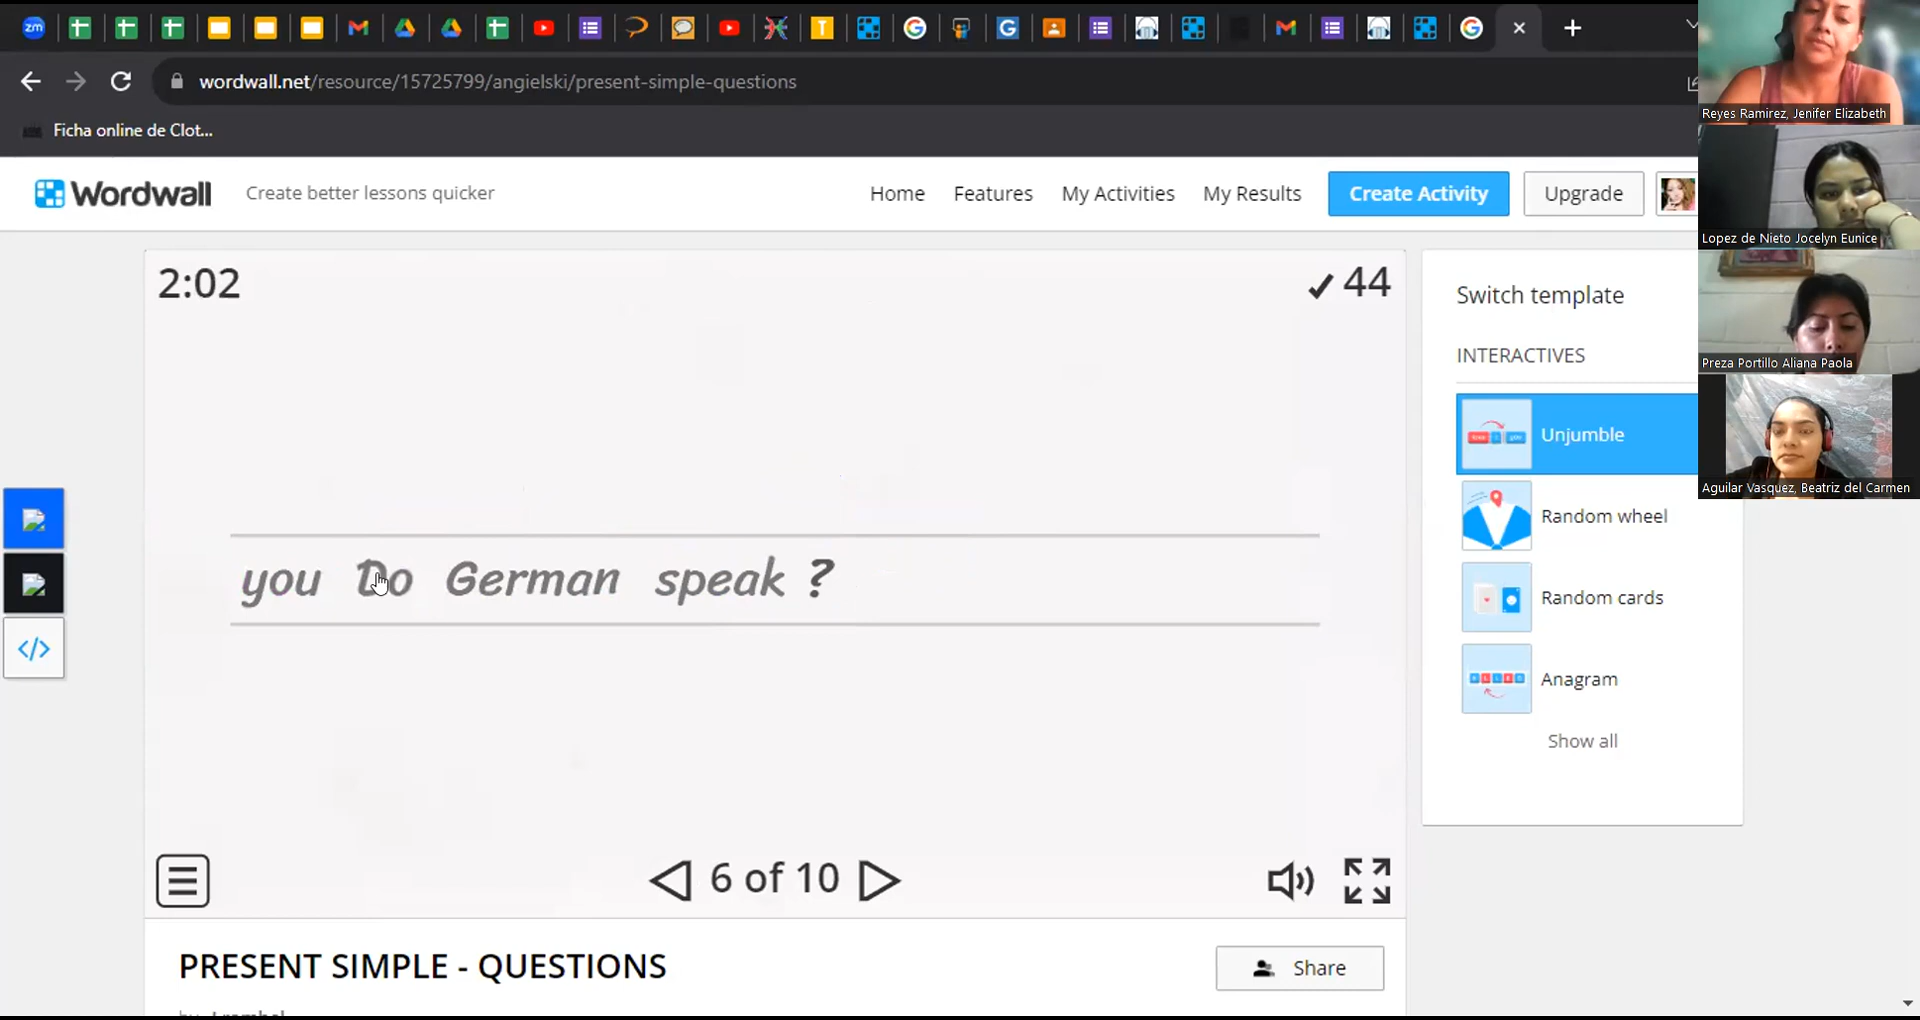 zm
wordwall.net/resource/15725799/angielski/present-simple-questions
Ficha online de Clot...
Wordwall
Create better lessons quicker
Home
Features
My Activities
My Results
Create Activity
Upgrade
2:02
44
you Do German speak ?
6 of 10
PRESENT SIMPLE - QUESTIONS
Share
Switch template
INTERACTIVES
Unjumble
Random wheel
Random cards
Anagram
Show all
Reyes Ramirez, Jenifer Elizabeth
Lopez de Nieto Jocelyn Eunice
Preza Portillo Aliana Paola
Aguilar Vasquez, Beatriz del Carmen